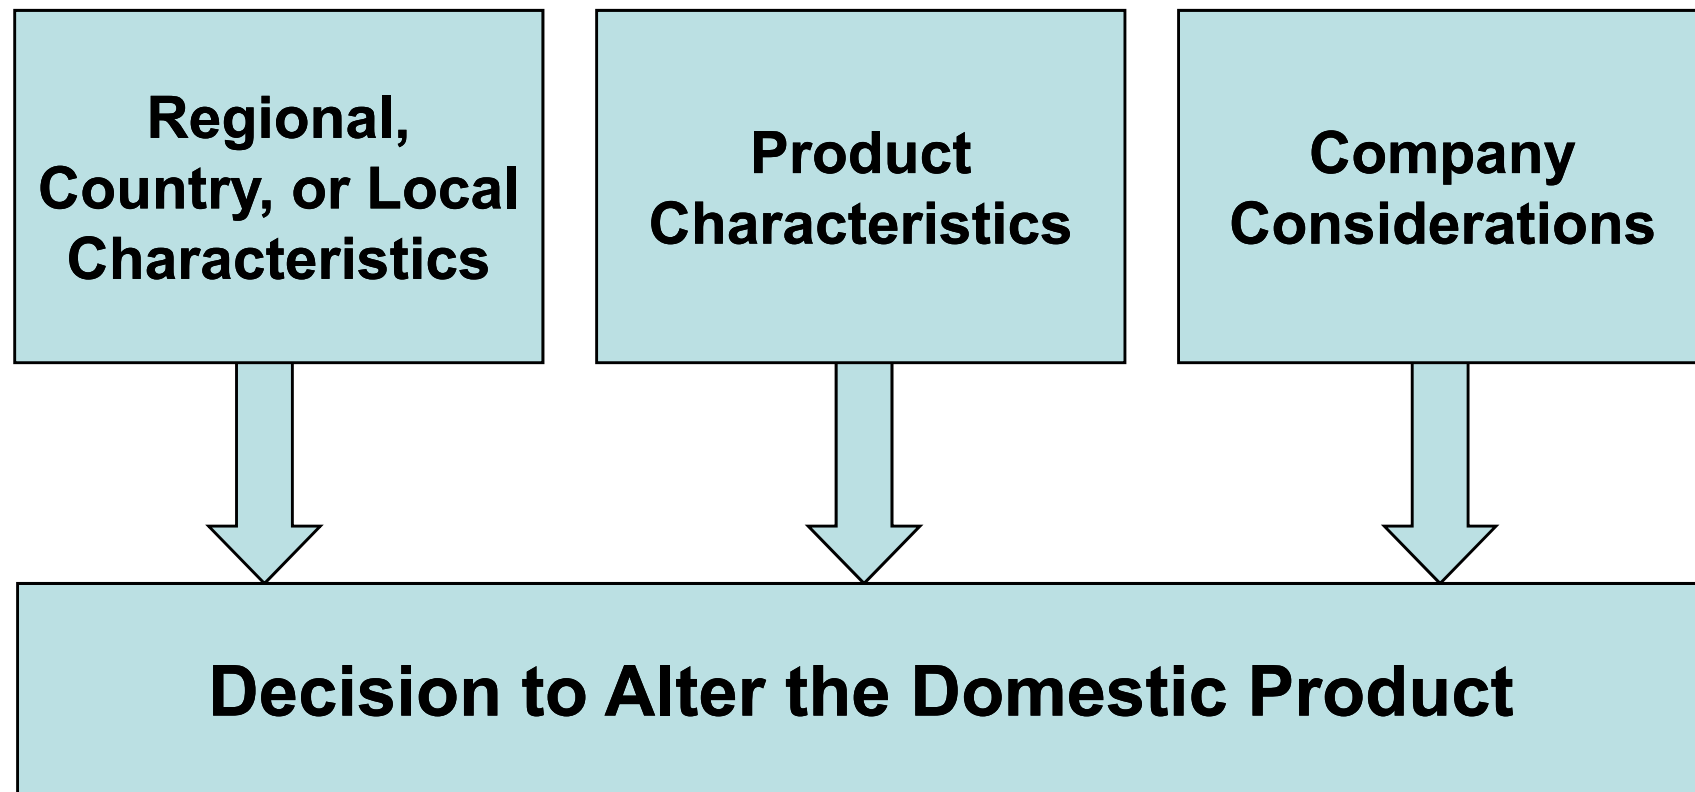 Regional,
Country, or Local
Characteristics
Product
Characteristics
Company
Considerations
Decision to Alter the Domestic Product